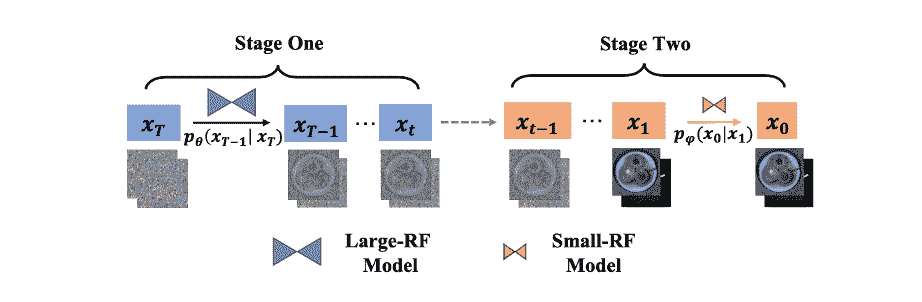 Stage One
Stage Two
x_T
p_θ(x_{T−1}| x_T)
x_{T−1}
...
x_t
x_{t−1}
...
x_1
p_φ(x_0|x_1)
x_0
Large-RF
Model
Small-RF
Model